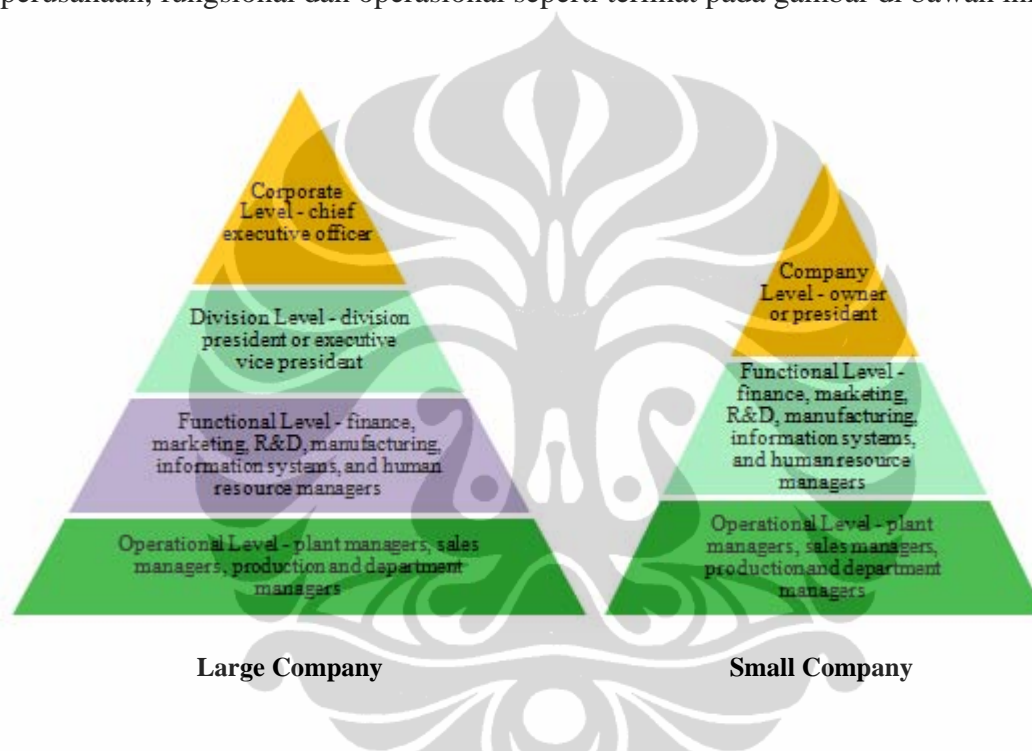 perusahaan, fungsional dan operasional seperti terlihat pada gambar di bawah ini
Corporate
Level - chief
executive officer
Division Level - division
president or executive
vice president
Functional Level - finance,
marketing, R&D, manufacturing,
information systems, and human
resource managers
Operational Level - plant managers, sales
managers, production and department
managers
Large Company
Company
Level - owner
or president
Functional Level -
finance, marketing,
R&D, manufacturing,
information systems,
and human resource
managers
Operational Level - plant
managers, sales managers,
production and department
managers
Small Company